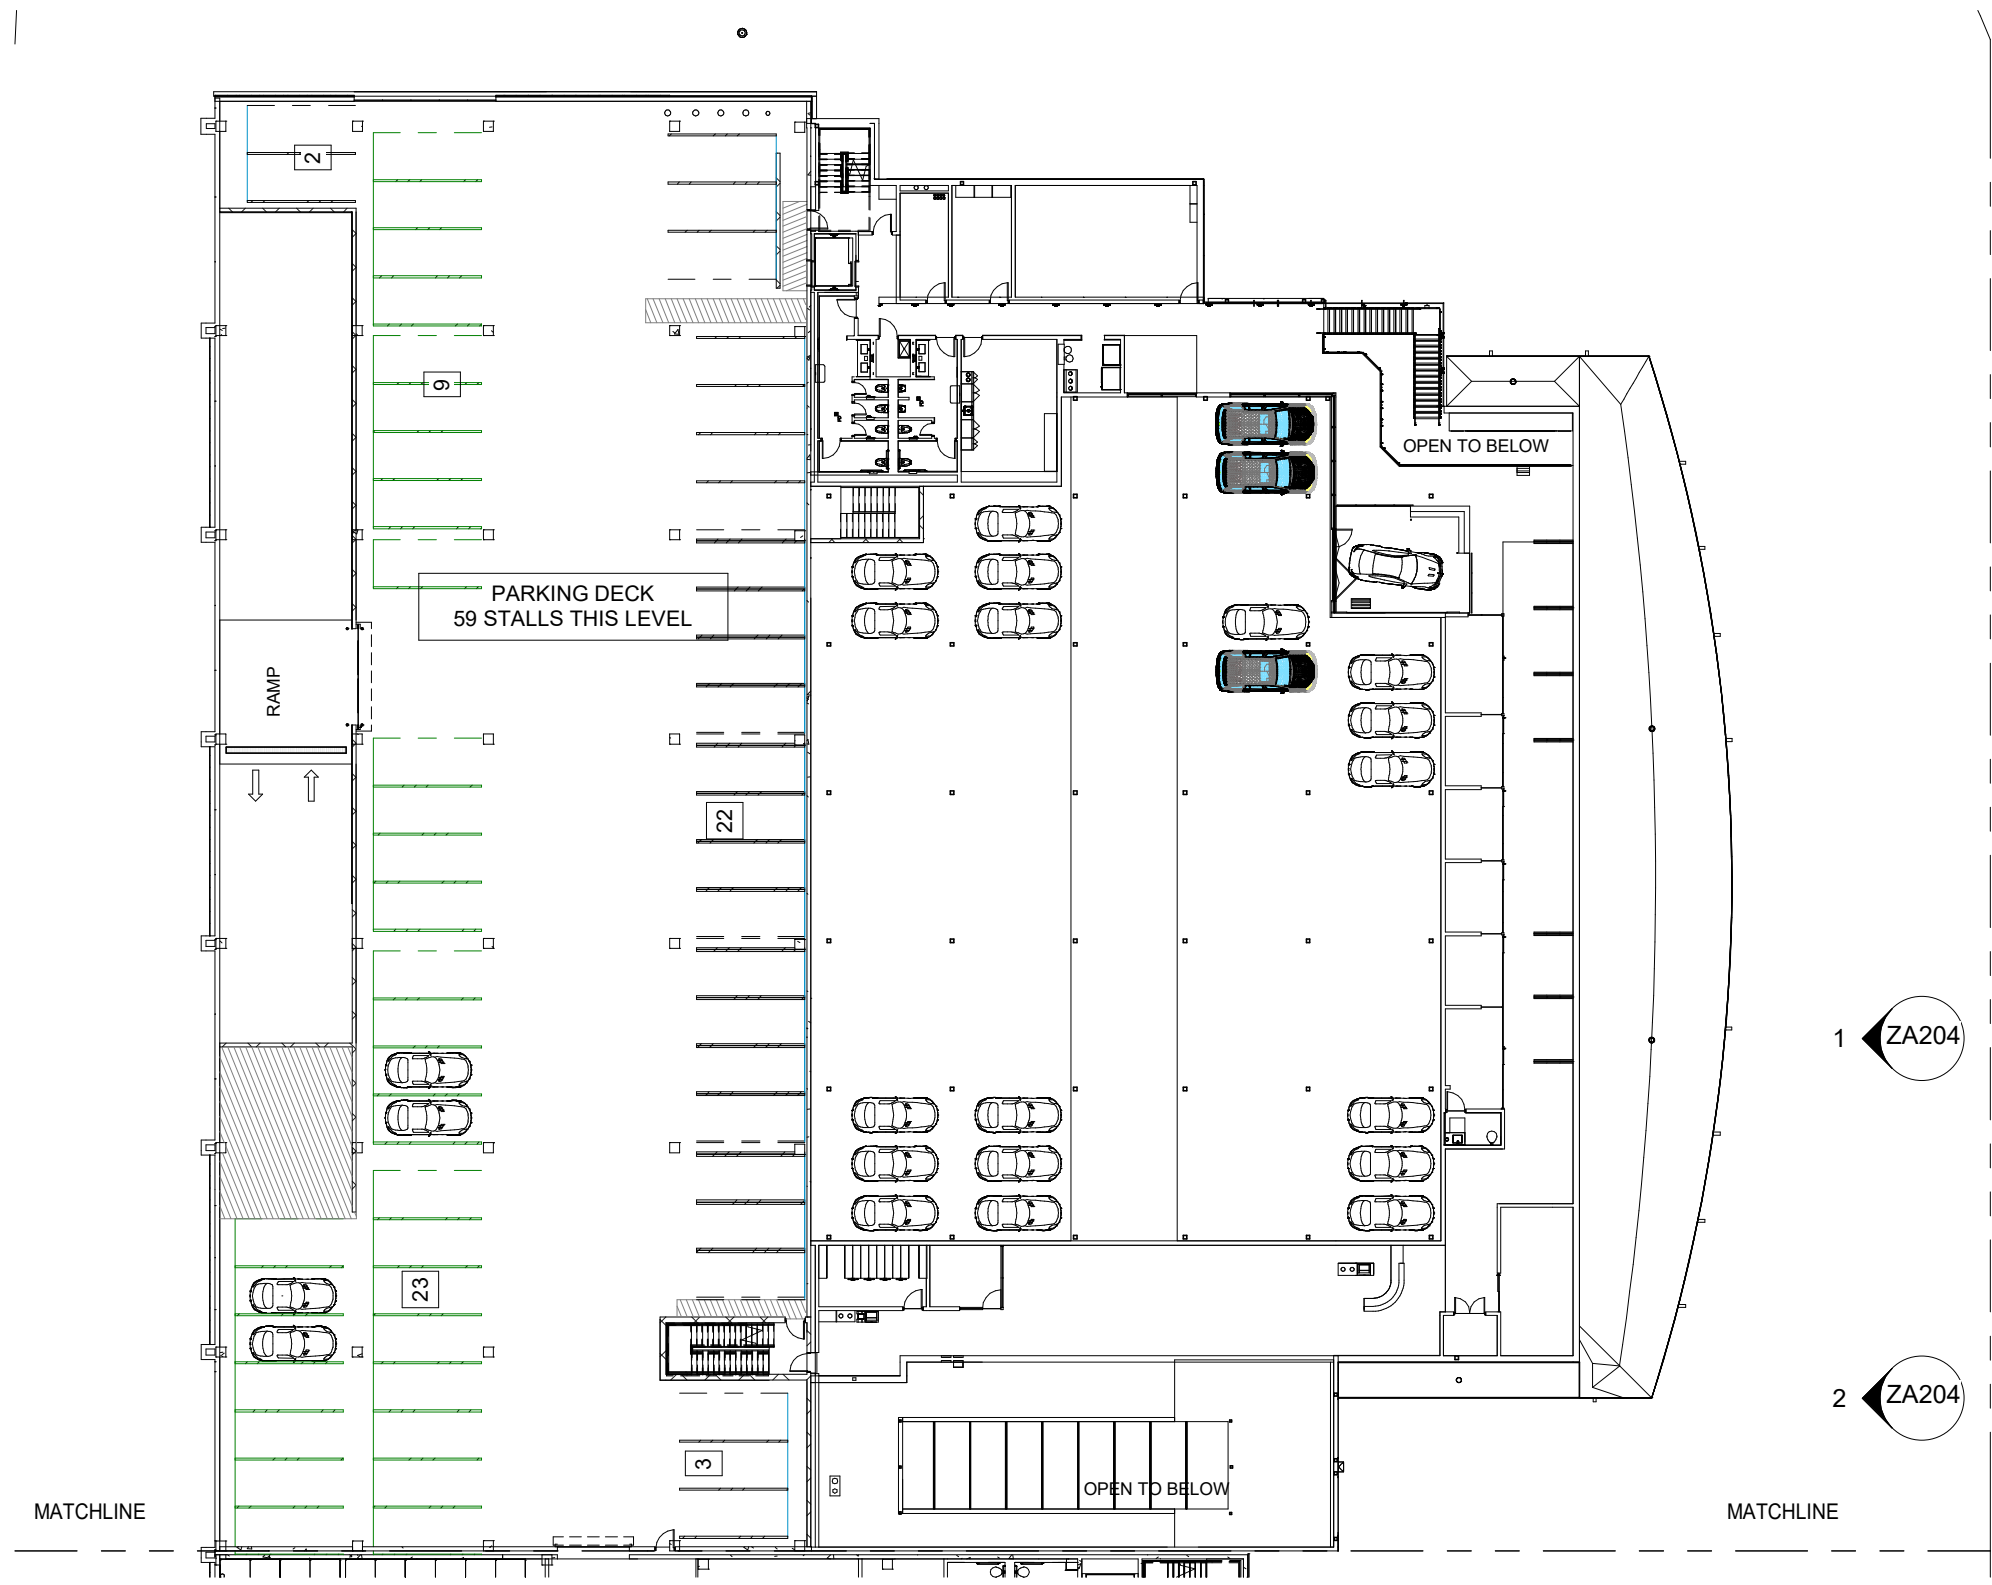 2
9
OPEN TO BELOW
PARKING DECK
59 STALLS THIS LEVEL
RAMP
22
1
ZA204
23
2
ZA204
3
OPEN TO BELOW
MATCHLINE
MATCHLINE